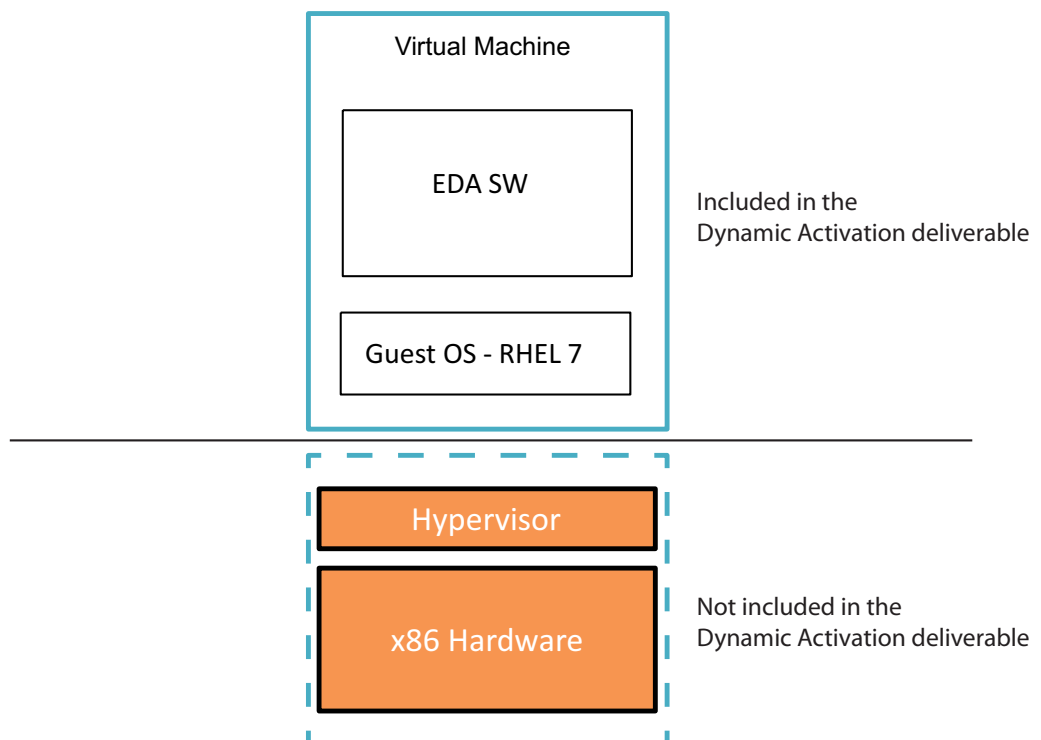 Virtual Machine
EDA SW
Included in the
Dynamic Activation deliverable
Guest OS - RHEL 7
Hypervisor
x86 Hardware
Not included in the
Dynamic Activation deliverable